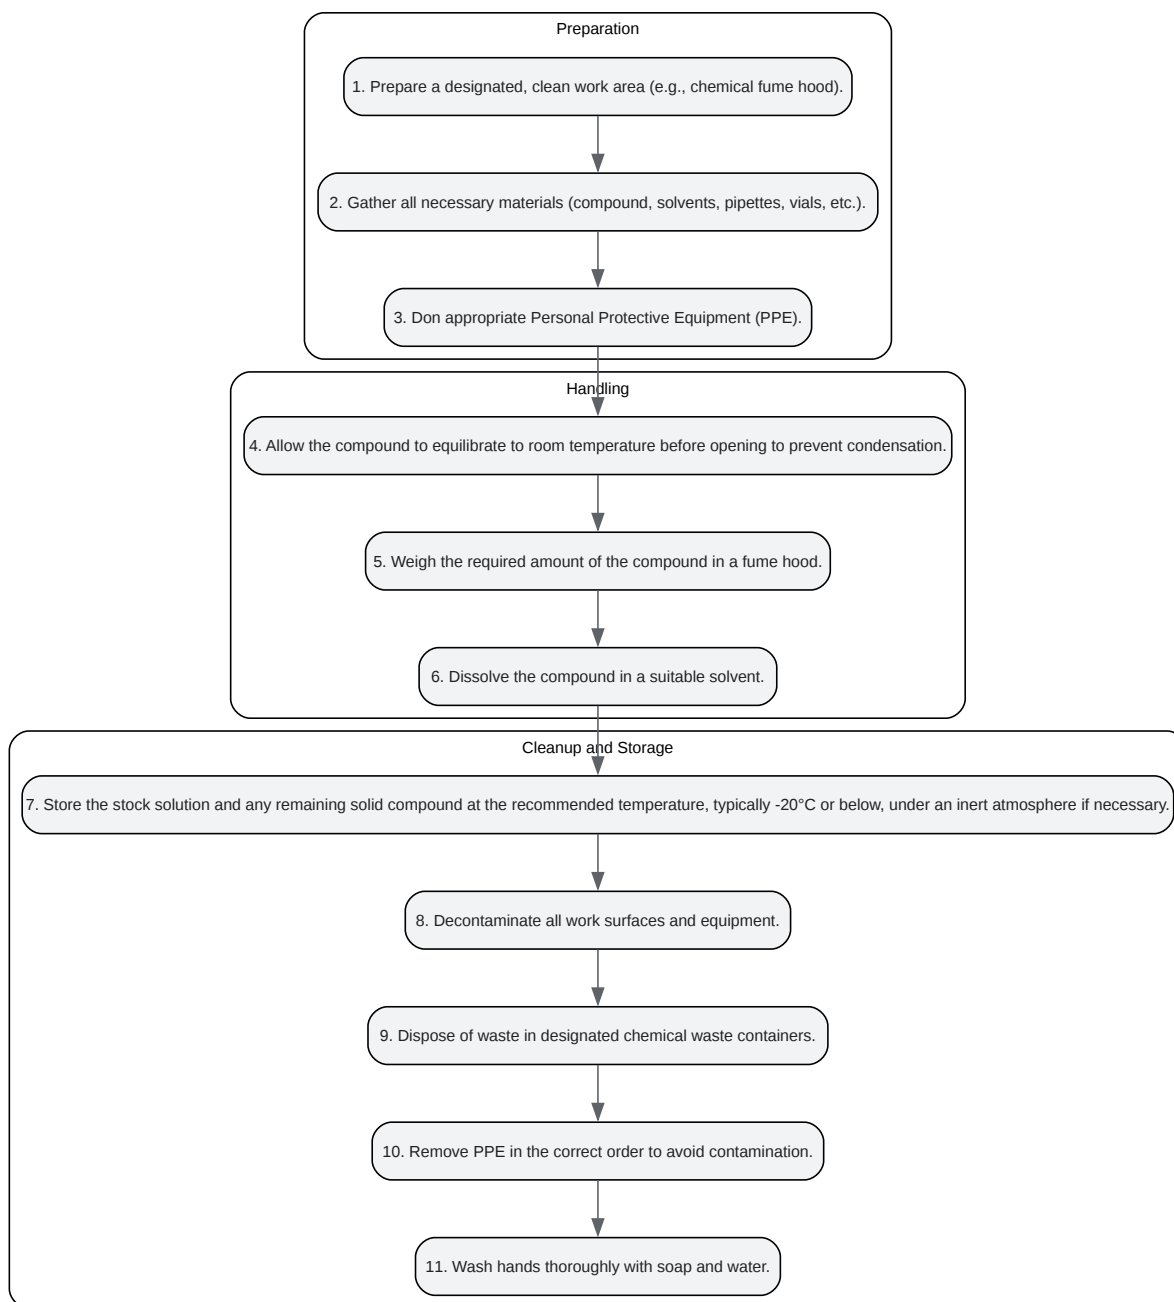 Preparation
1. Prepare a designated, clean work area (e.g., chemical fume hood).
2. Gather all necessary materials (compound, solvents, pipettes, vials, etc.).
3. Don appropriate Personal Protective Equipment (PPE).
Handling
4. Allow the compound to equilibrate to room temperature before opening to prevent condensation.
5. Weigh the required amount of the compound in a fume hood.
6. Dissolve the compound in a suitable solvent.
Cleanup and Storage
7. Store the stock solution and any remaining solid compound at the recommended temperature, typically -20°C or below, under an inert atmosphere if necessary.
8. Decontaminate all work surfaces and equipment.
9. Dispose of waste in designated chemical waste containers.
10. Remove PPE in the correct order to avoid contamination.
11. Wash hands thoroughly with soap and water.